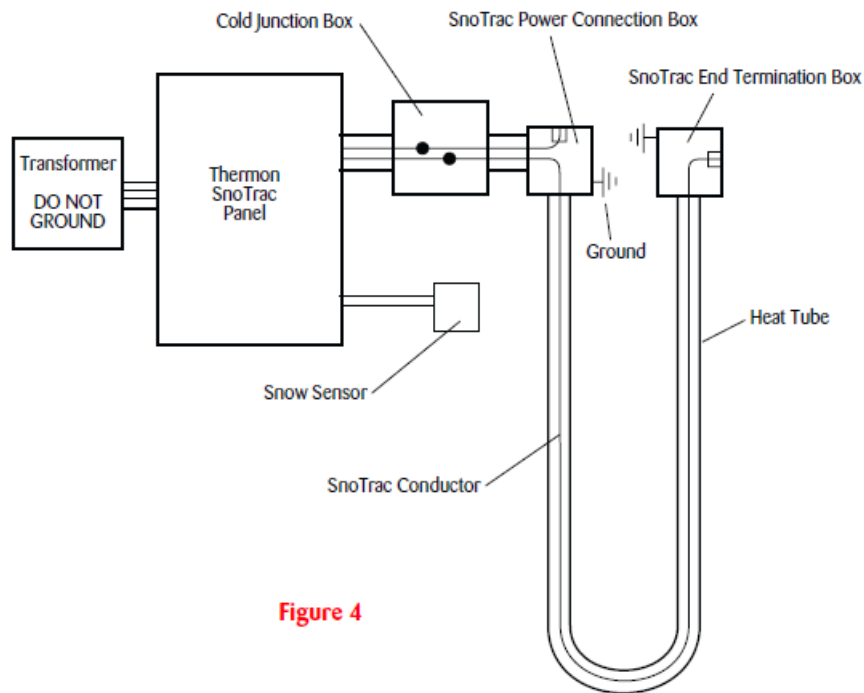 Cold Junction Box
SnoTrac Power Connection Box
SnoTrac End Termination Box
Transformer
DO NOT
GROUND
Thermon
SnoTrac
Panel
Ground
Heat Tube
Snow Sensor
SnoTrac Conductor
Figure 4